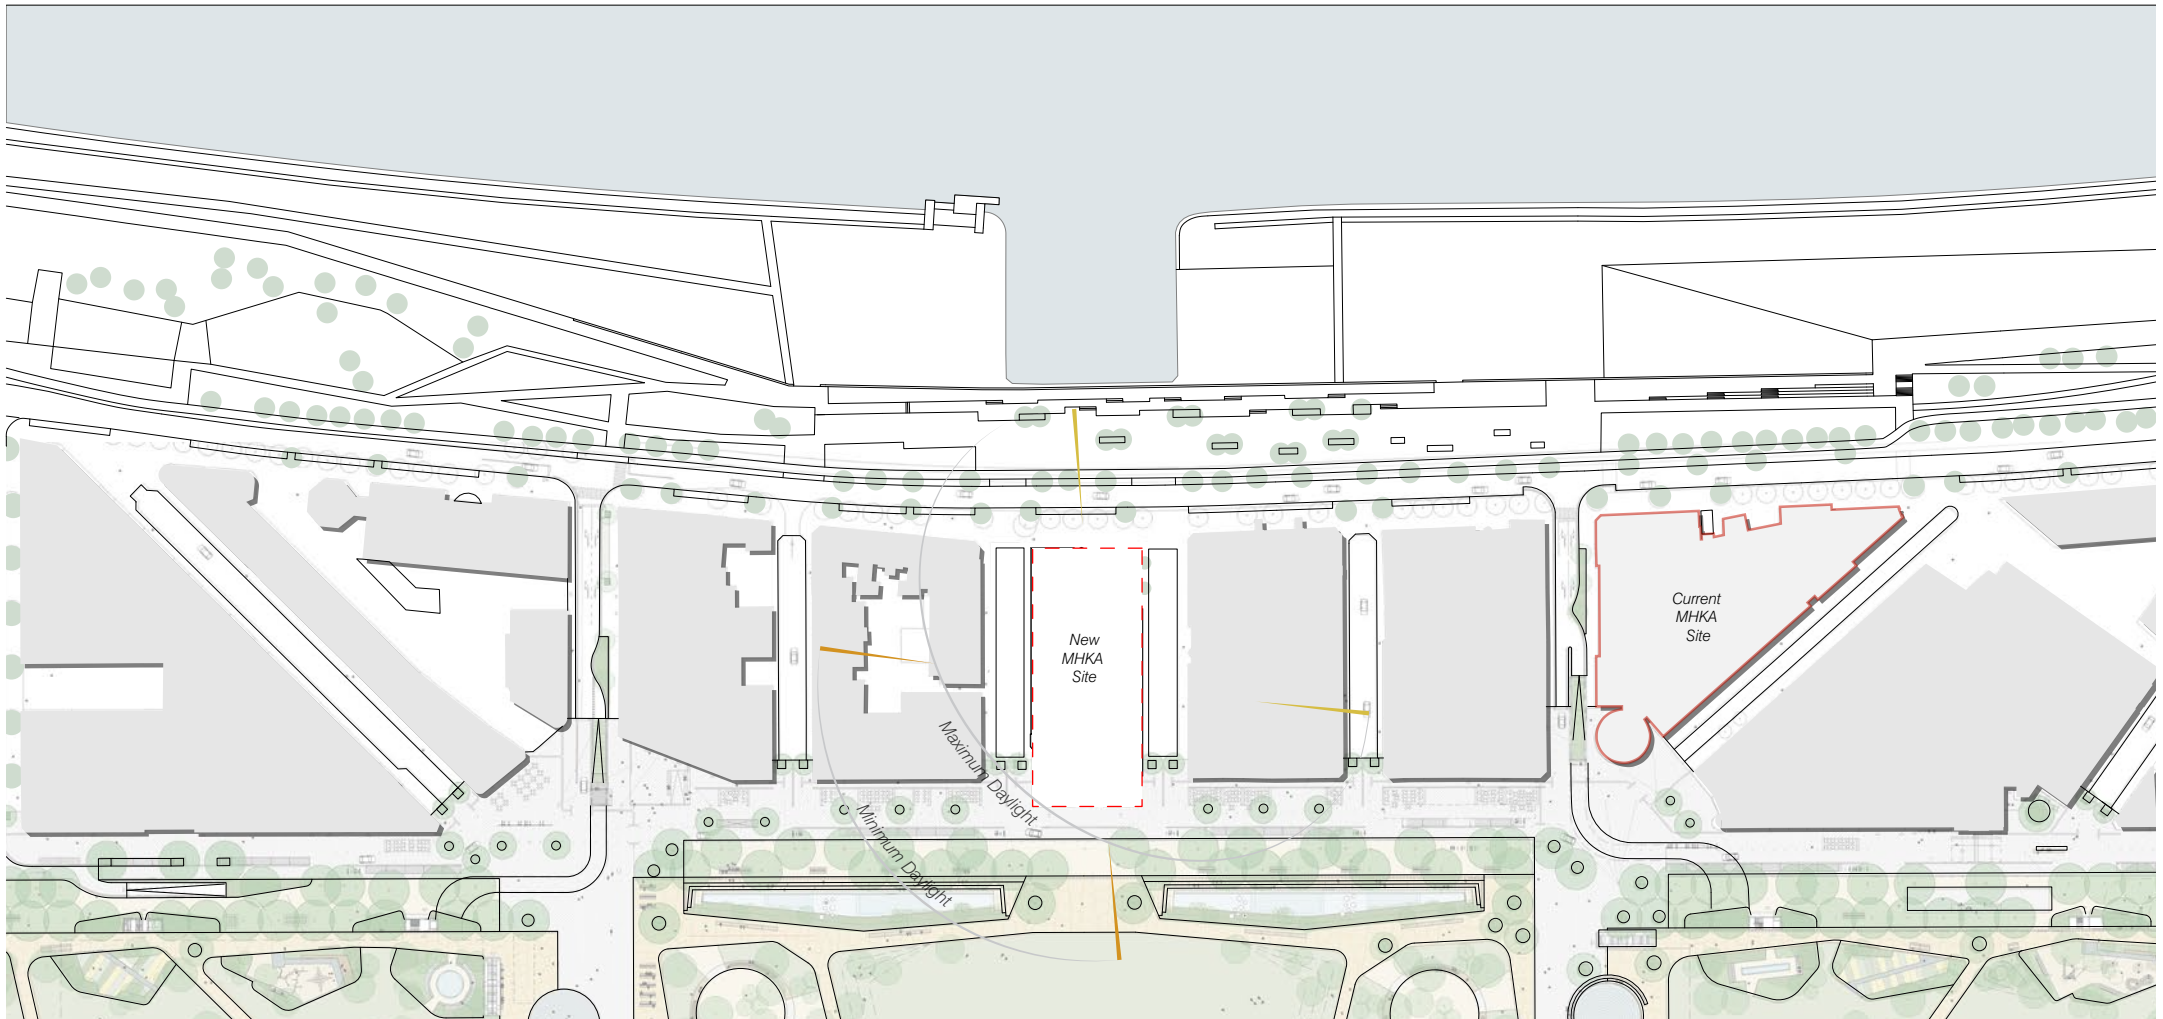 Current
MHKA
Site
New
MHKA
Site
Maximum Daylight
Minimum Daylight